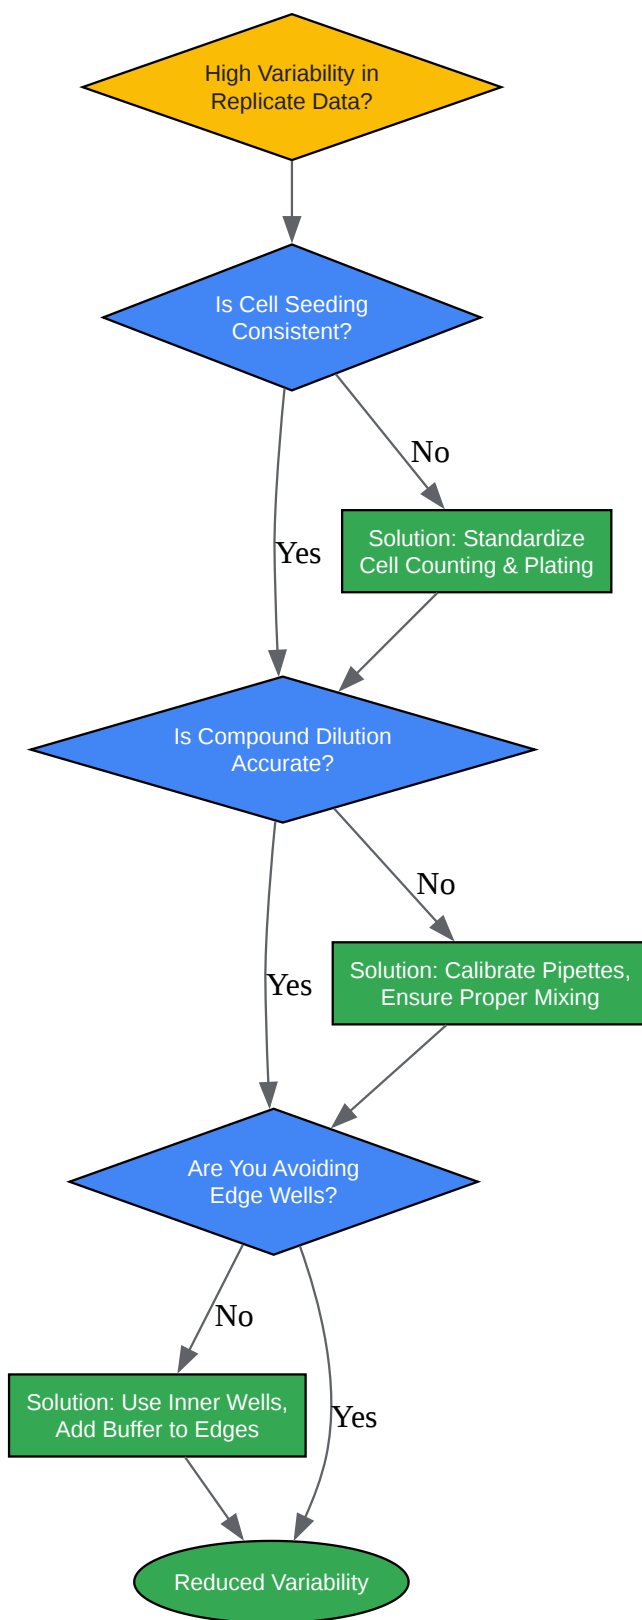 High Variability in
Replicate Data?
Is Cell Seeding
Consistent?
No
Solution: Standardize
Cell Counting & Plating
Yes
Is Compound Dilution
Accurate?
No
Solution: Calibrate Pipettes,
Ensure Proper Mixing
Yes
Are You Avoiding
Edge Wells?
No
Solution: Use Inner Wells,
Add Buffer to Edges
Yes
Reduced Variability